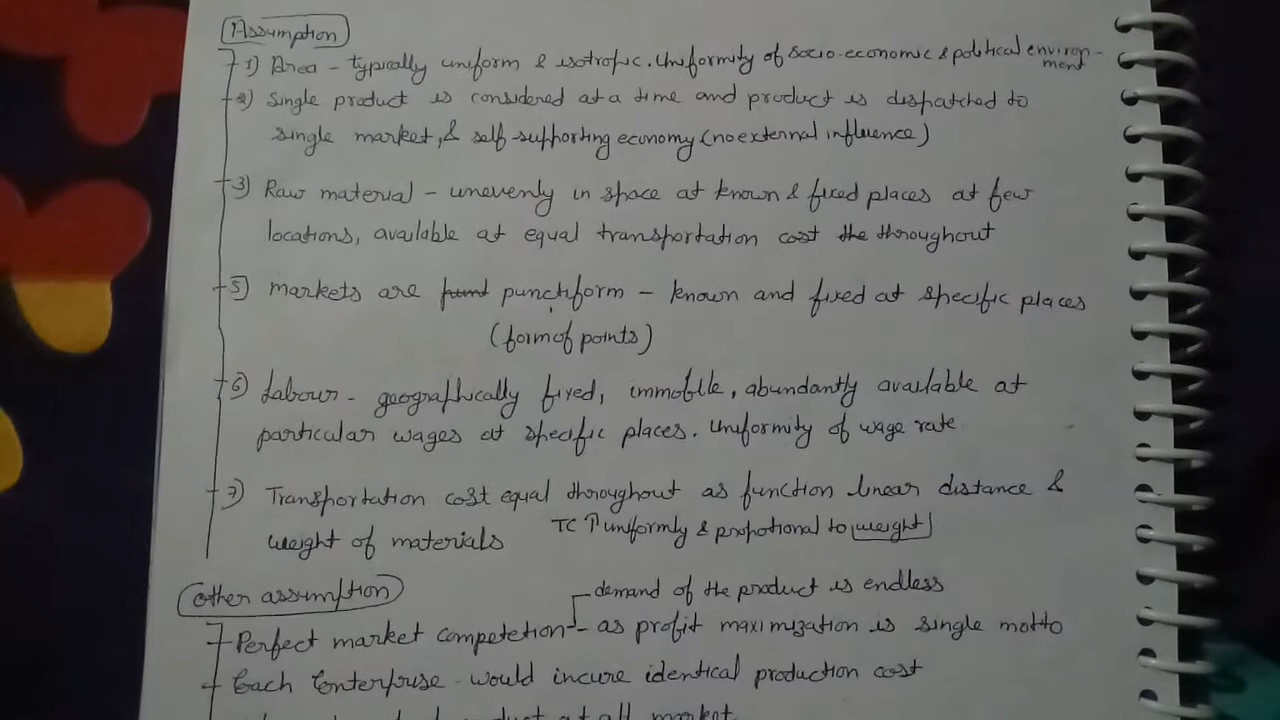 Assumption
1) Area - typically uniform & isotropic. Uniformity of socio-economic & political environ-
ment
2) Single product is considered at a time and product is dispatched to
single market, & self-supporting economy (no external influence)
3) Raw material - unevenly in space at known & fixed places at few
locations, available at equal transportation cost the throughout
5) markets are punctiform - known and fixed at specific places
(form of points)
6) Labour - geographically fixed, immobile, abundantly available at
particular wages at specific places. Uniformity of wage rate
7) Transportation cost equal throughout as function linear distance &
weight of materials TC ↑ uniformly & propotional to weight
Other assumption
demand of the product is endless
Perfect market competetion - as profit maximization is single motto
Each Enterprise would incure identical production cost
product at all market